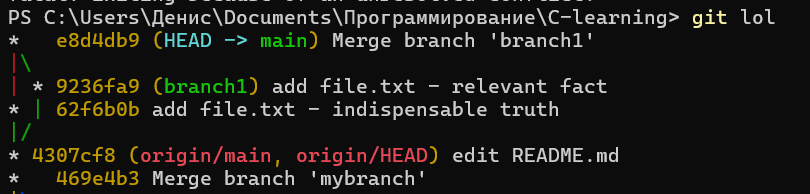 PS C:\Users\Денис\Documents\Программирование\C-learning> git lol
*   e8d4db9 (HEAD -> main) Merge branch 'branch1'
|\
| * 9236fa9 (branch1) add file.txt - relevant fact
* | 62f6b0b add file.txt - indispensable truth
|/
* 4307cf8 (origin/main, origin/HEAD) edit README.md
*   469e4b3 Merge branch 'mybranch'